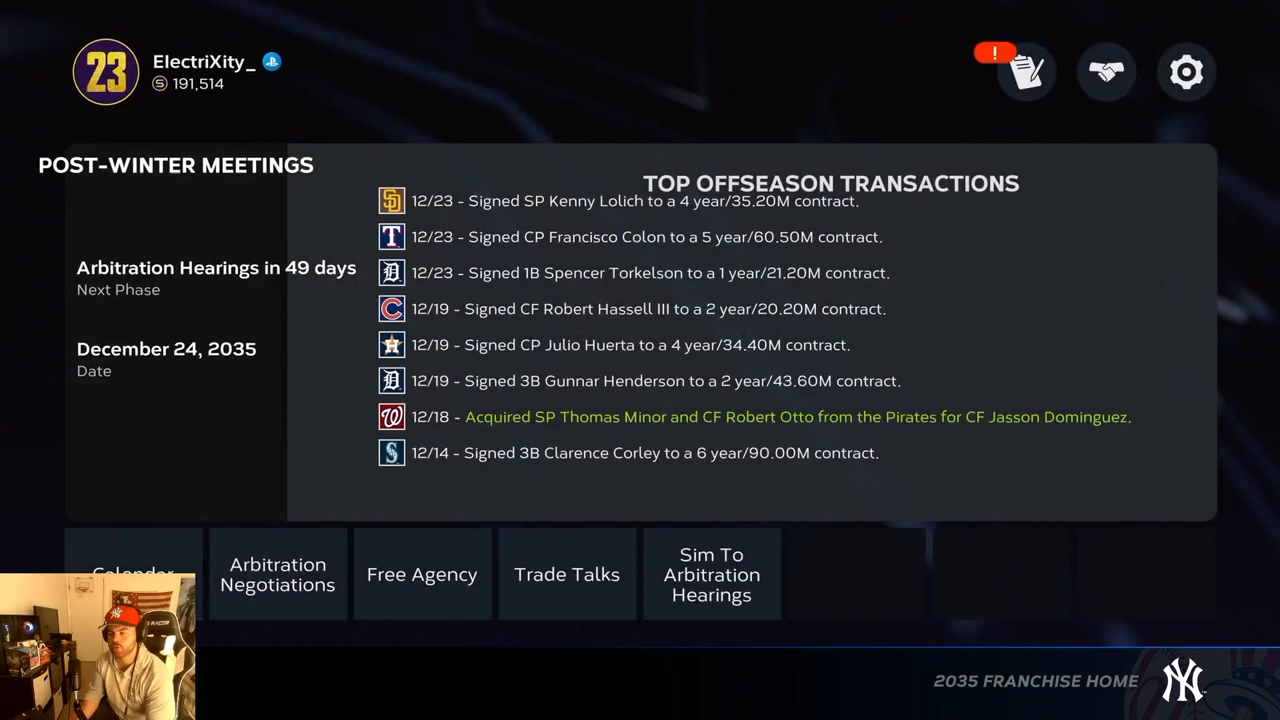 23
ElectriXity_
191,514
!
POST-WINTER MEETINGS
TOP OFFSEASON TRANSACTIONS
Arbitration Hearings in 49 days
Next Phase
December 24, 2035
Date
12/23 - Signed SP Kenny Lolich to a 4 year/35.20M contract.
12/23 - Signed CP Francisco Colon to a 5 year/60.50M contract.
12/23 - Signed 1B Spencer Torkelson to a 1 year/21.20M contract.
12/19 - Signed CF Robert Hassell III to a 2 year/20.20M contract.
12/19 - Signed CP Julio Huerta to a 4 year/34.40M contract.
12/19 - Signed 3B Gunnar Henderson to a 2 year/43.60M contract.
12/18 - Acquired SP Thomas Minor and CF Robert Otto from the Pirates for CF Jasson Dominguez.
12/14 - Signed 3B Clarence Corley to a 6 year/90.00M contract.
Calendar
Arbitration
Negotiations
Free Agency
Trade Talks
Sim To
Arbitration
Hearings
2035 FRANCHISE HOME
NY